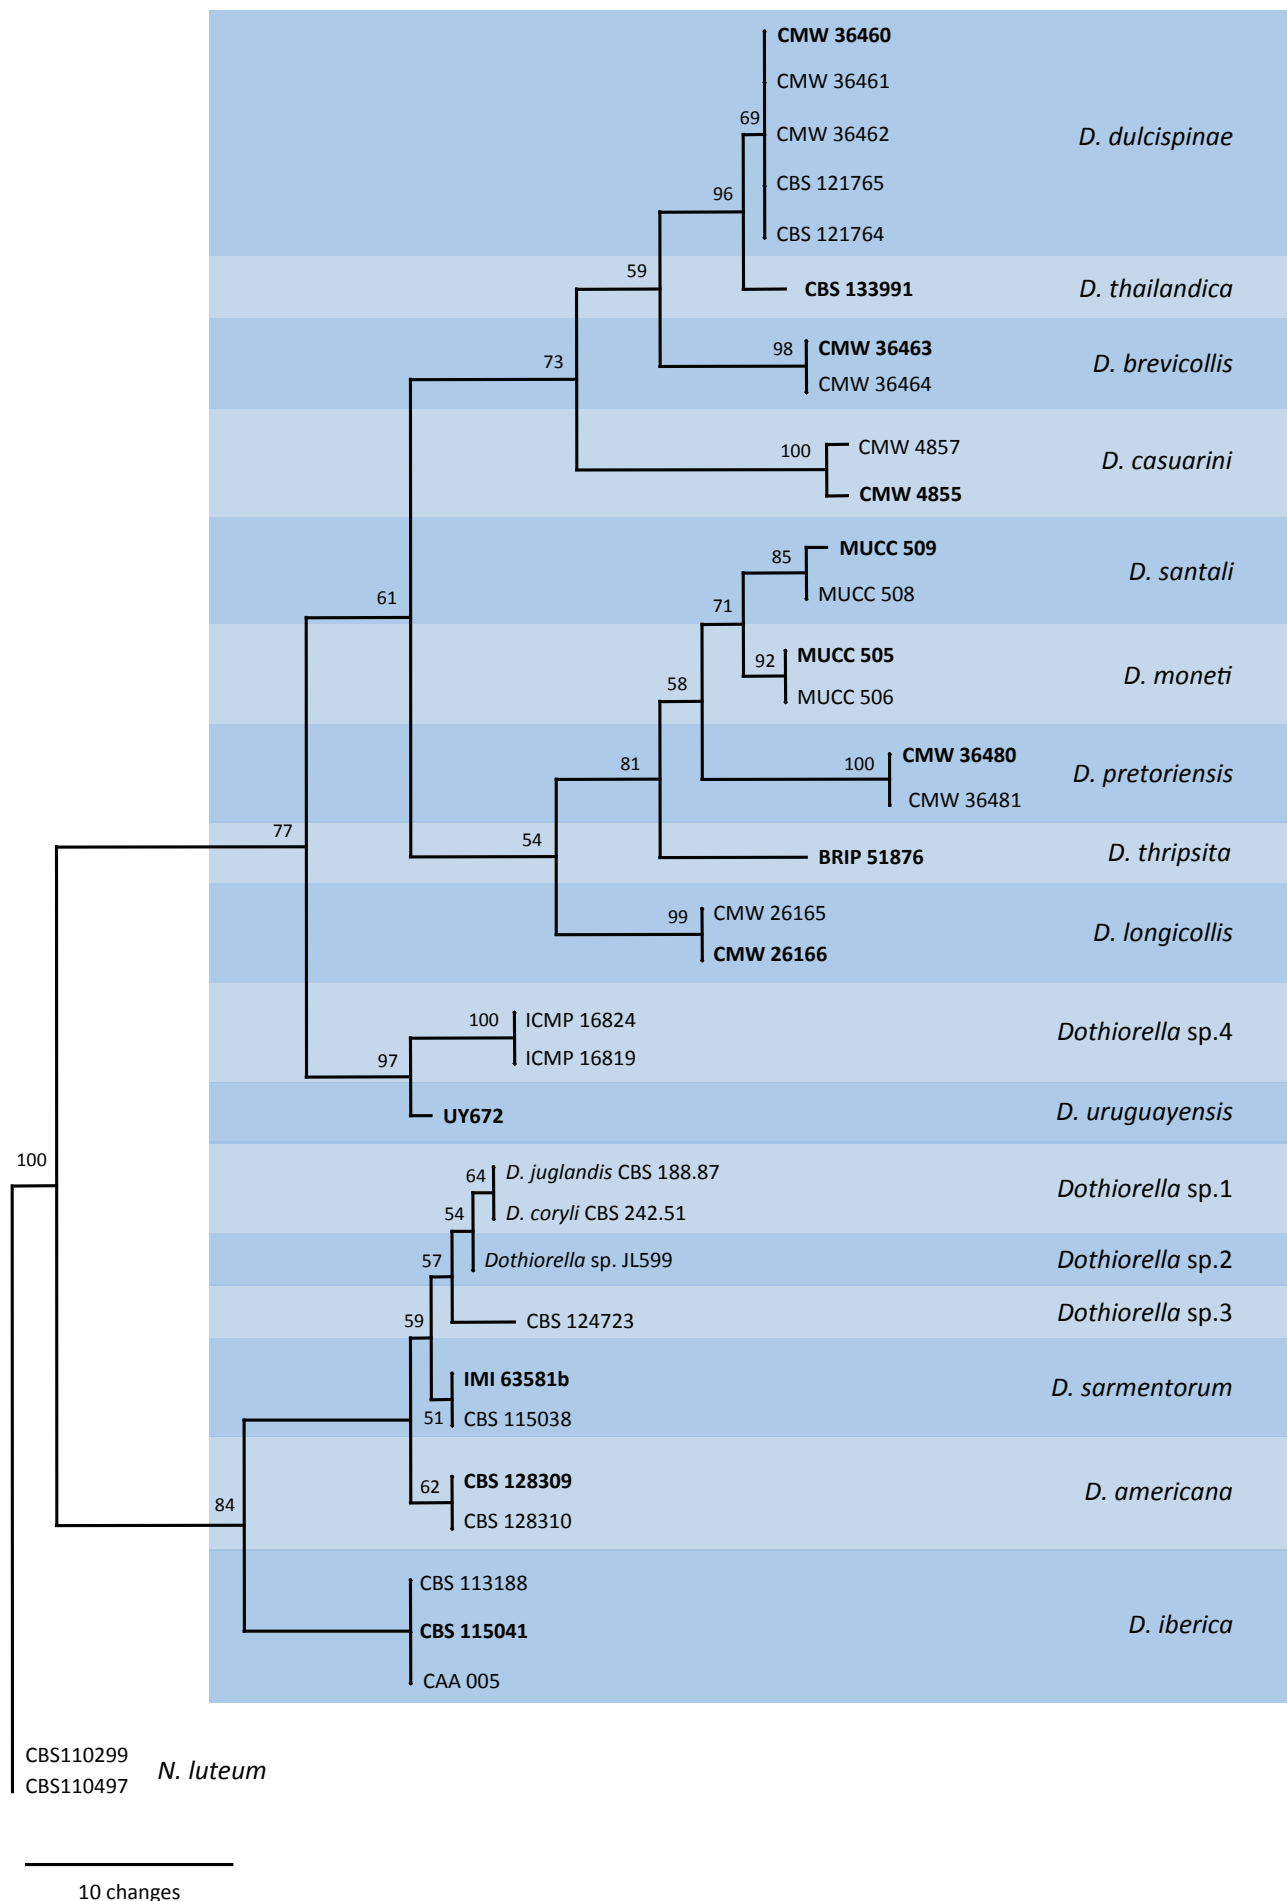 CMW 36460
CMW 36461
69
CMW 36462
D. dulcispinae
CBS 121765
96
CBS 121764
59
CBS 133991
D. thailandica
98
CMW 36463
73
CMW 36464
D. brevicollis
100
CMW 4857
D. casuarini
CMW 4855
MUCC 509
85
D. santali
MUCC 508
61
71
MUCC 505
92
D. moneti
58
MUCC 506
CMW 36480
81
100
D. pretoriensis
CMW 36481
77
54
BRIP 51876
D. thripsita
99
CMW 26165
D. longicollis
CMW 26166
100
ICMP 16824
Dothiorella sp.4
97
ICMP 16819
UY672
D. uruguayensis
100
64
D. juglandis CBS 188.87
Dothiorella sp.1
54
D. coryli CBS 242.51
57
Dothiorella sp. JL599
Dothiorella sp.2
59
CBS 124723
Dothiorella sp.3
IMI 63581b
D. sarmentorum
51
CBS 115038
62
CBS 128309
D. americana
84
CBS 128310
CBS 113188
CBS 115041
D. iberica
CAA 005
CBS110299
N. luteum
CBS110497
10 changes